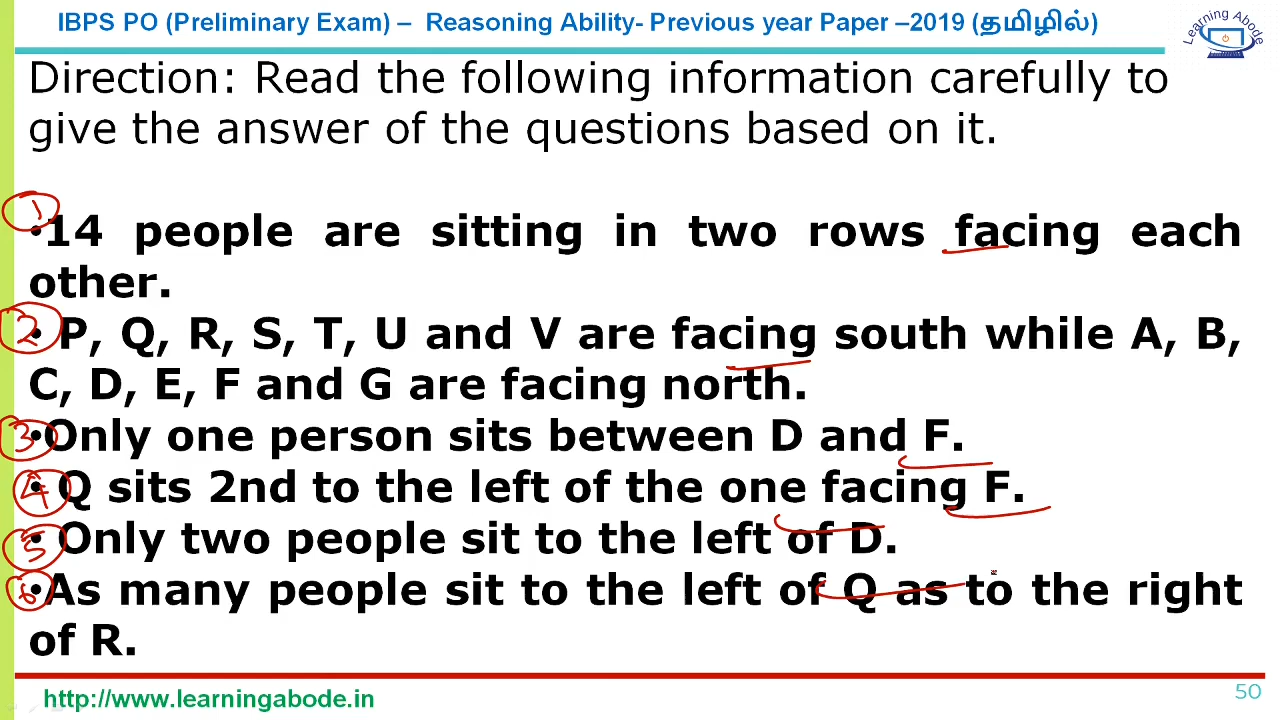 IBPS PO (Preliminary Exam) – Reasoning Ability- Previous year Paper –2019 (தமிழில்)
Learning Abode
Direction: Read the following information carefully to
give the answer of the questions based on it.
1
•14 people are sitting in two rows facing each
other.
2
• P, Q, R, S, T, U and V are facing south while A, B,
C, D, E, F and G are facing north.
3
•Only one person sits between D and F.
4
• Q sits 2nd to the left of the one facing F.
5
• Only two people sit to the left of D.
6
•As many people sit to the left of Q as to the right
of R.
http://www.learningabode.in
50